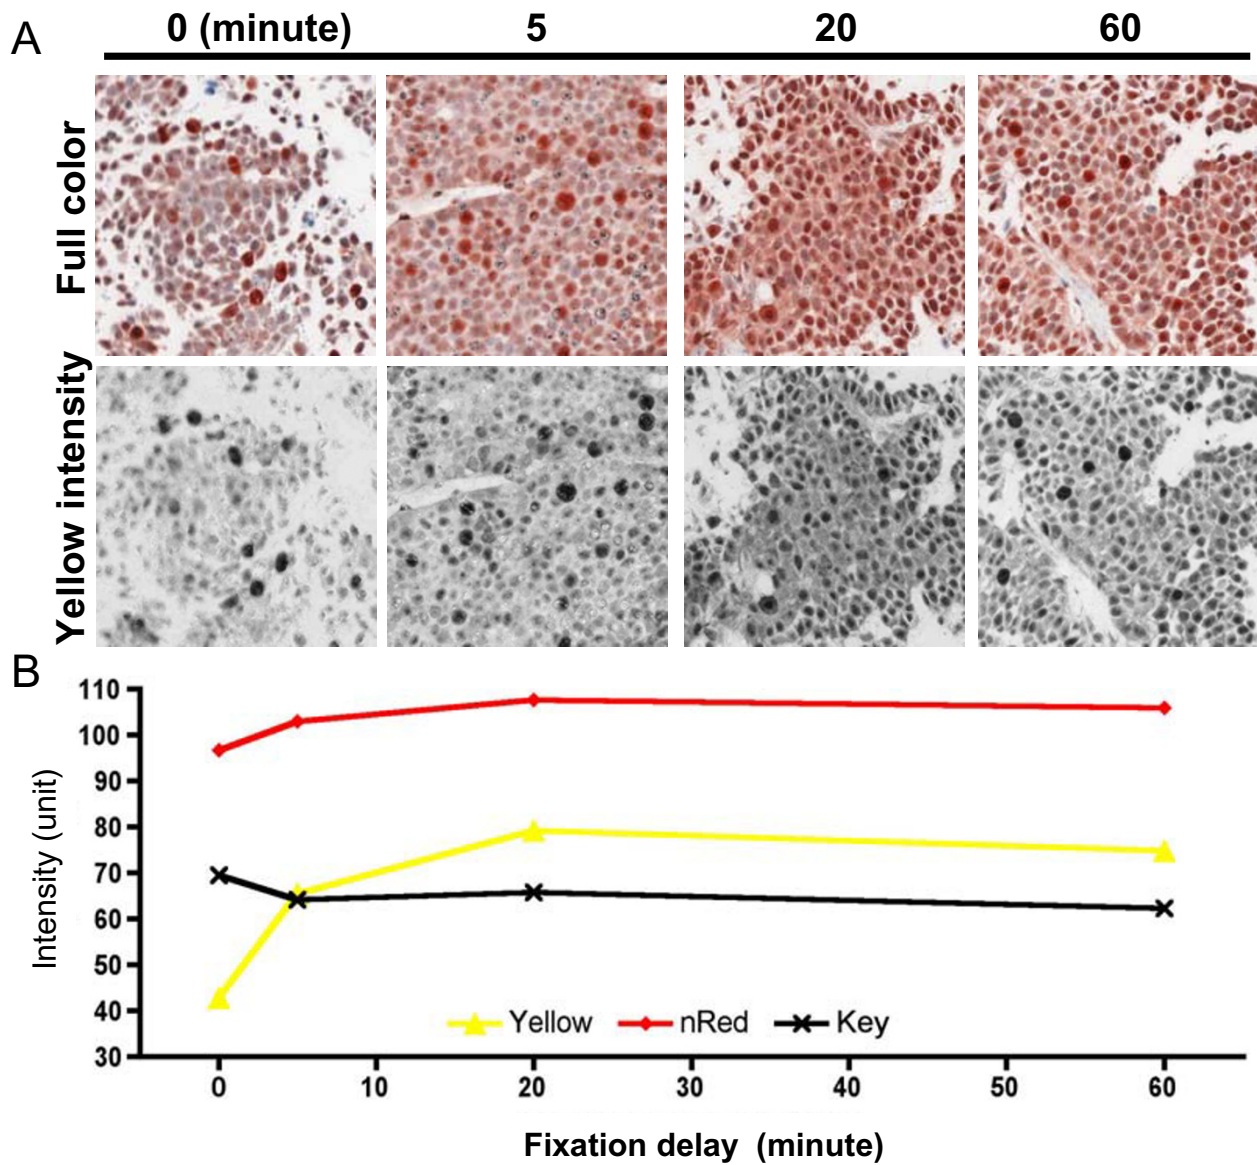 A
0 (minute) 5 20 60
Full color
Yellow intensity
B
110
100
90
80
70
60
50
40
30
Intensity (unit)
Yellow nRed Key
0 10 20 30 40 50 60
Fixation delay (minute)